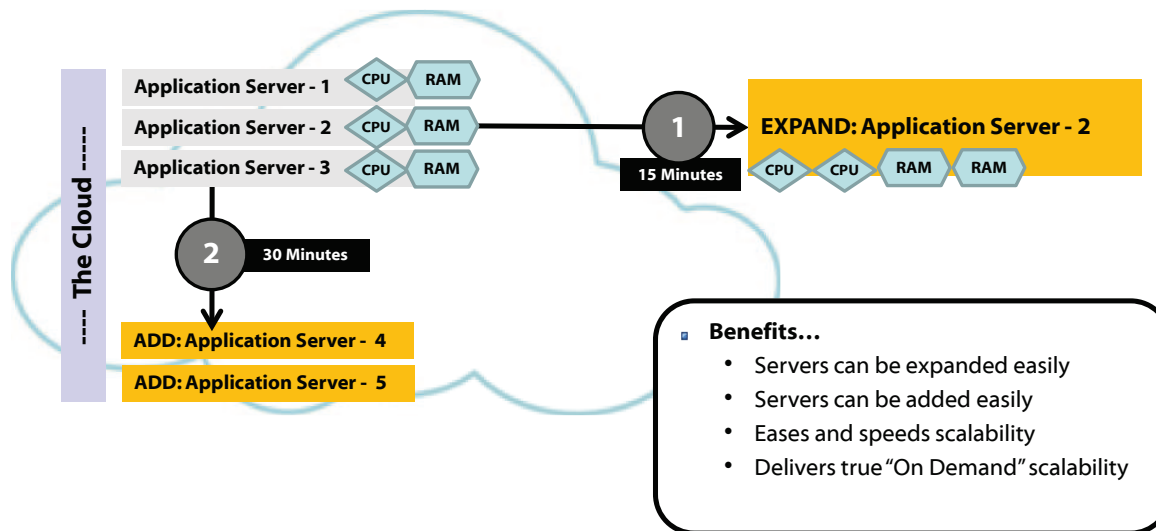 ---- The Cloud -----
Application Server - 1
CPU
RAM
Application Server - 2
CPU
RAM
Application Server - 3
CPU
RAM
1
15 Minutes
EXPAND: Application Server - 2
CPU
CPU
RAM
RAM
2
30 Minutes
ADD: Application Server - 4
ADD: Application Server - 5
Benefits...
• Servers can be expanded easily
• Servers can be added easily
• Eases and speeds scalability
• Delivers true “On Demand” scalability